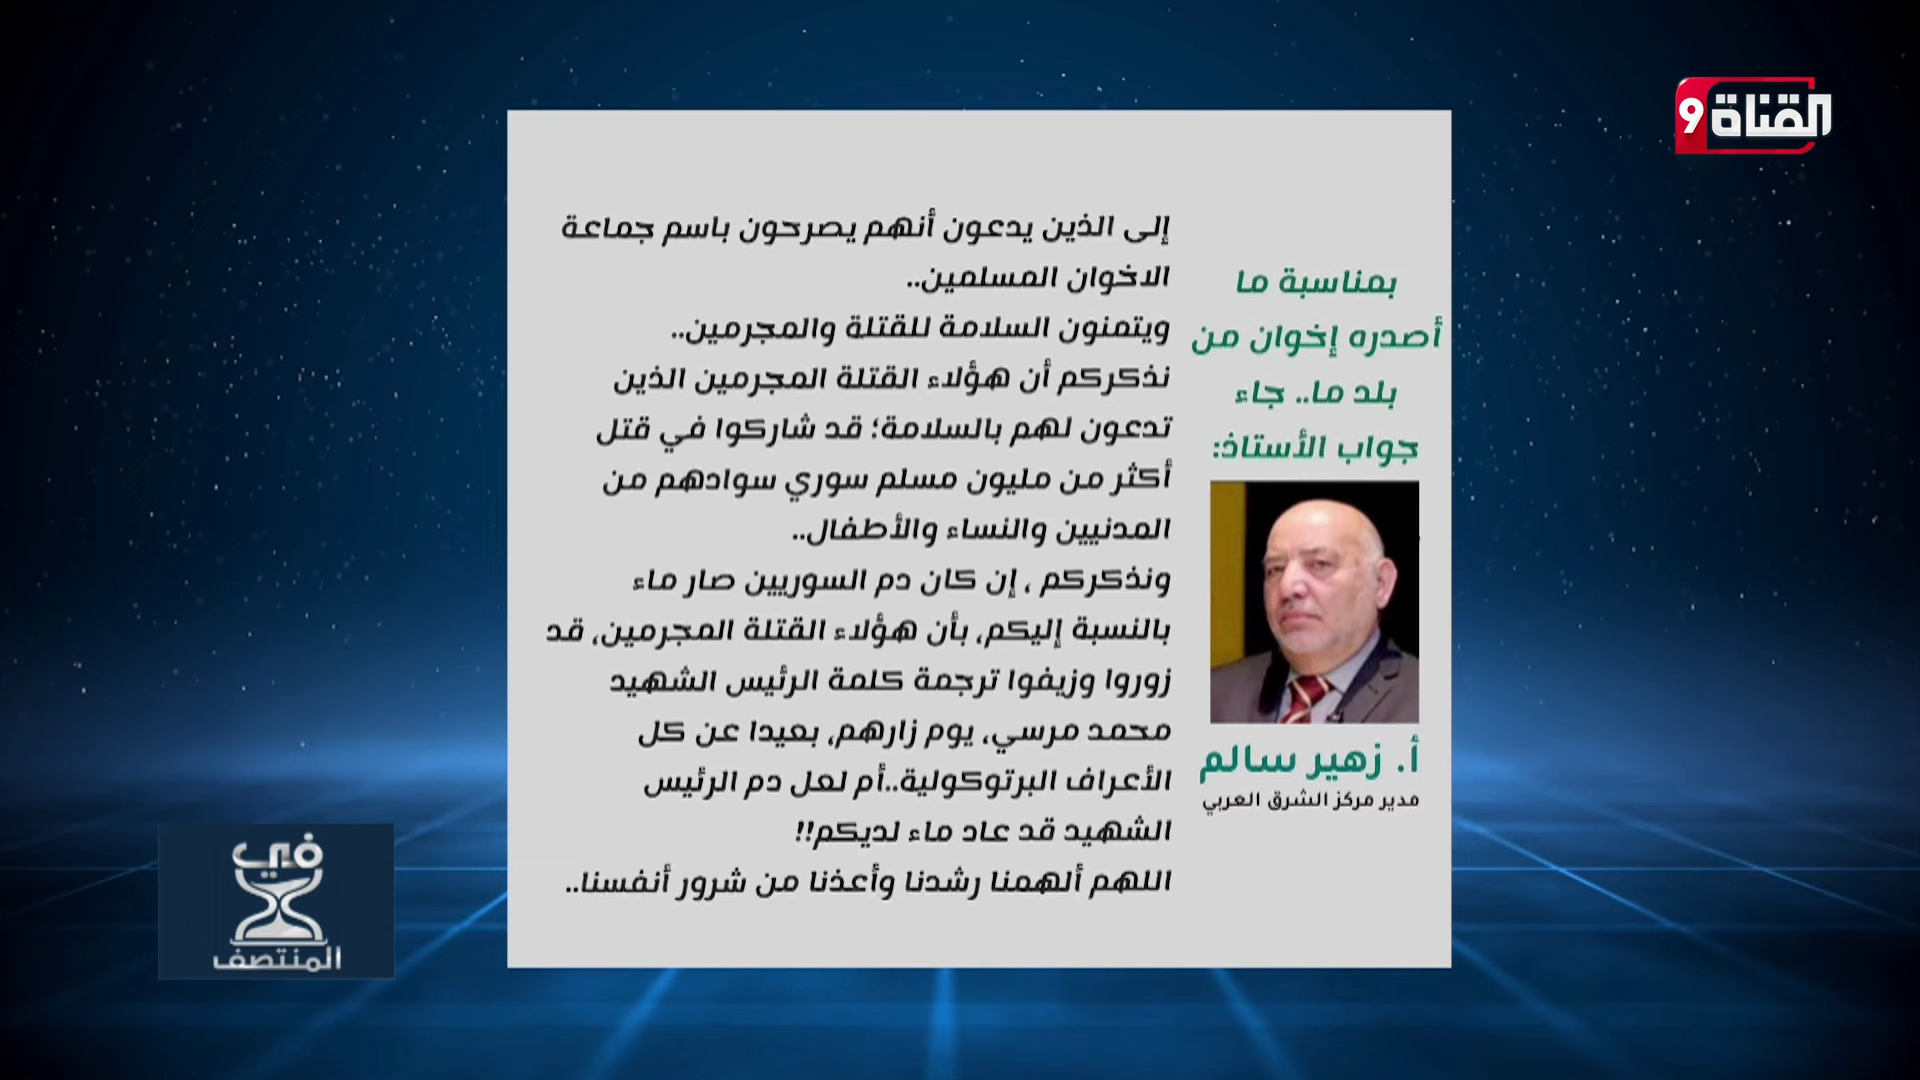 القناة 9
بمناسبة ما
أصدره إخوان من
بلد ما.. جاء
جواب الأستاذ:
أ. زهير سالم
مدير مركز الشرق العربي
إلى الذين يدعون أنهم يصرحون باسم جماعة
الاخوان المسلمين..
ويتمنون السلامة للقتلة والمجرمين..
نذكركم أن هؤلاء القتلة المجرمين الذين
تدعون لهم بالسلامة؛ قد شاركوا في قتل
أكثر من مليون مسلم سوري سوادهم من
المدنيين والنساء والأطفال..
ونذكركم ، إن كان دم السوريين صار ماء
بالنسبة إليكم، بأن هؤلاء القتلة المجرمين، قد
زوروا وزيفوا ترجمة كلمة الرئيس الشهيد
محمد مرسي، يوم زارهم، بعيدا عن كل
الأعراف البرتوكولية..أم لعل دم الرئيس
الشهيد قد عاد ماء لديكم!!
اللهم ألهمنا رشدنا وأعذنا من شرور أنفسنا..
في
المنتصف